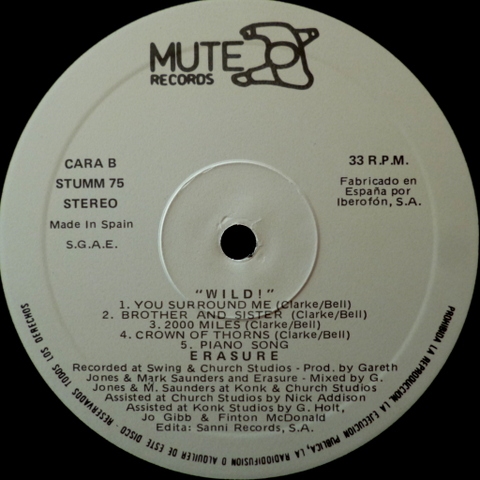 MUTE
RECORDS
CARA B
STUMM 75
STEREO
Made In Spain
S.G.A.E.
33 R.P.M.
Fabricado en
España por
Iberofón, S.A.
"WILD!"
1. YOU SURROUND ME (Clarke/Bell)
2. BROTHER AND SISTER (Clarke/Bell)
3. 2000 MILES (Clarke/Bell)
4. CROWN OF THORNS (Clarke/Bell)
5. PIANO SONG
ERASURE
Recorded at Swing & Church Studios - Prod. by Gareth
Jones & Mark Saunders and Erasure - Mixed by G.
Jones & M. Saunders at Konk & Church Studios
Assisted at Church Studios by Nick Addison
Assisted at Konk Studios by G. Holt,
Jo Gibb & Finton McDonald
Edita: Sanni Records, S.A.
PROHIBIDA LA REPRODUCCION, LA EJECUCION PUBLICA, LA RADIODIFUSION O ALQUILER DE ESTE DISCO - RESERVADOS TODOS LOS DERECHOS